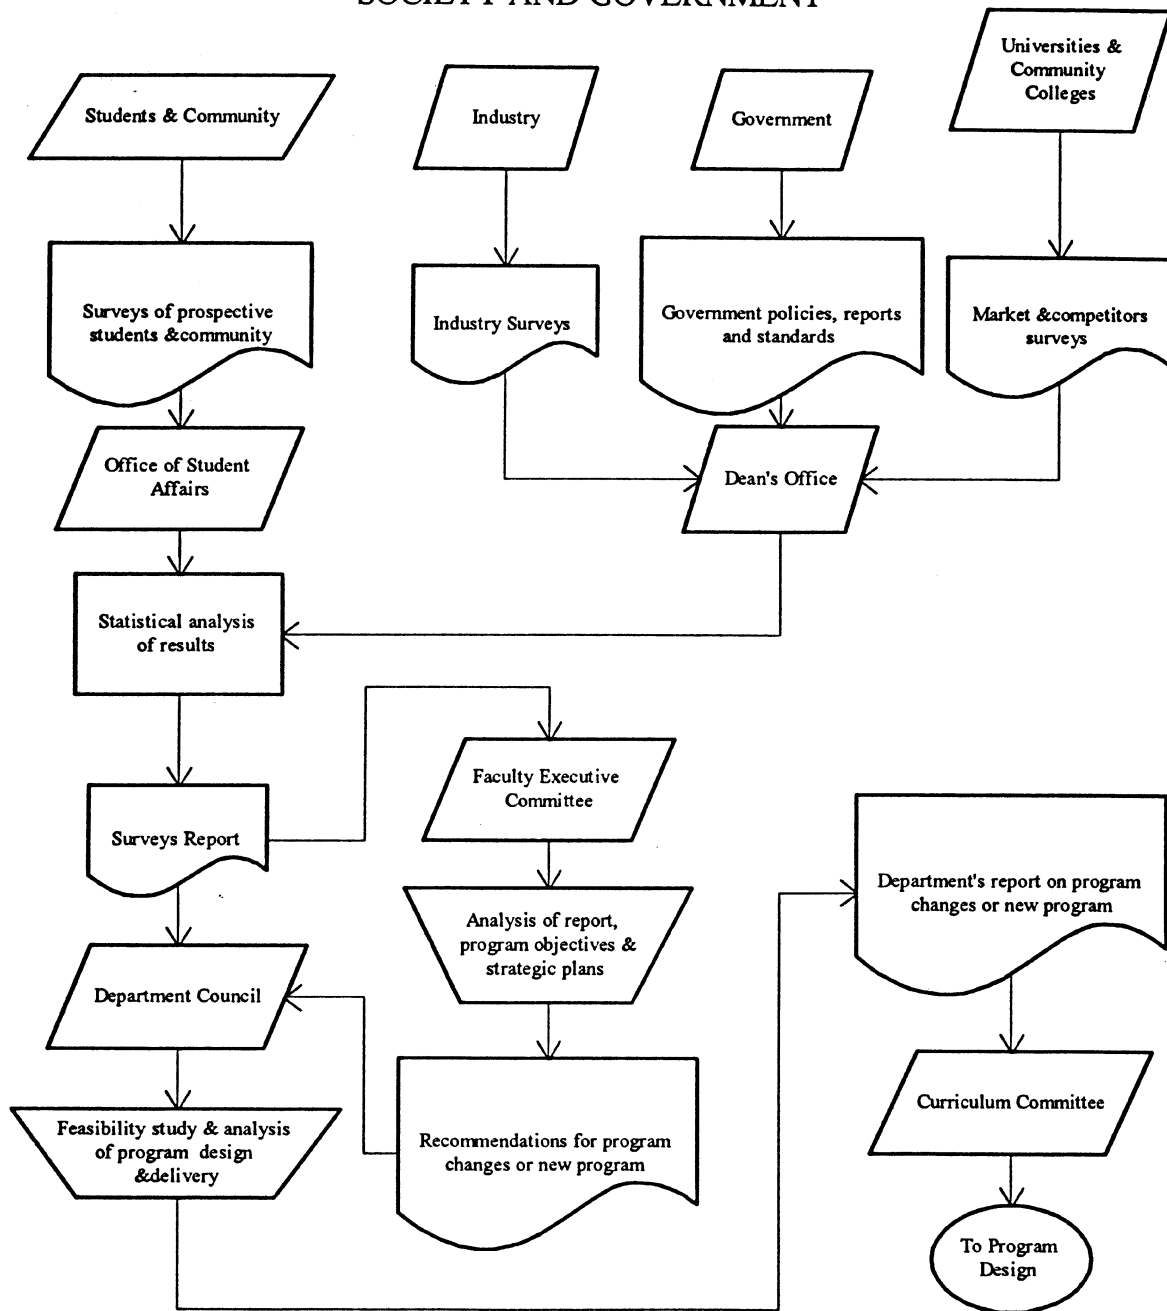 SOCIETY AND GOVERNMENT
Students & Community
Industry
Government
Universities &
Community
Colleges
Surveys of prospective
students &community
Industry Surveys
Government policies, reports
and standards
Market &competitors
surveys
Office of Student
Affairs
Dean's Office
Statistical analysis
of results
Faculty Executive
Committee
Surveys Report
Department's report on program
changes or new program
Analysis of report,
program objectives &
strategic plans
Department Council
Curriculum Committee
Feasibility study & analysis
of program design
&delivery
Recommendations for program
changes or new program
To Program
Design